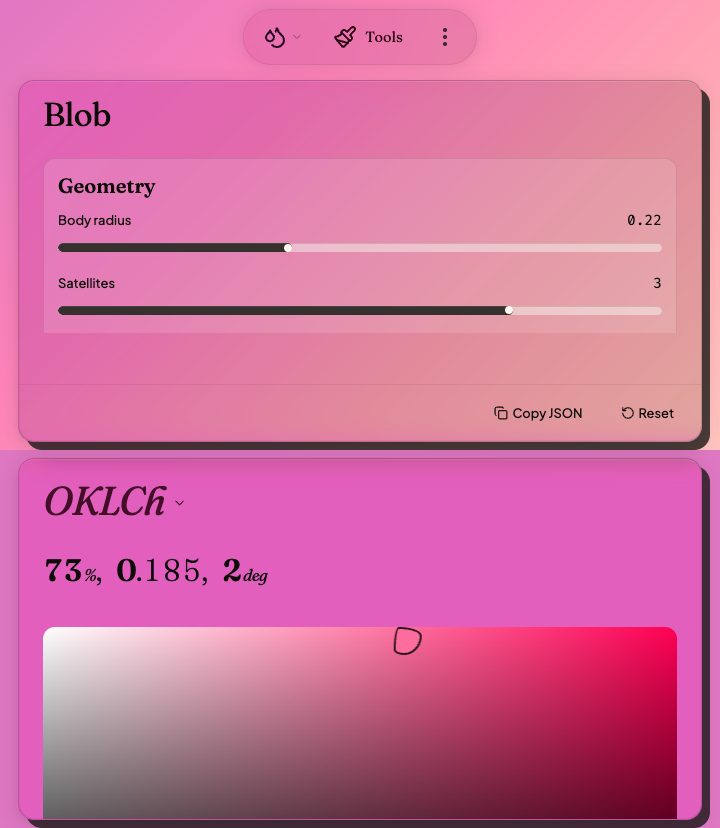 Tools
Blob
Geometry
Body radius 0.22
Satellites 3
Copy JSON Reset
OKLCh
73%, 0.185, 2deg